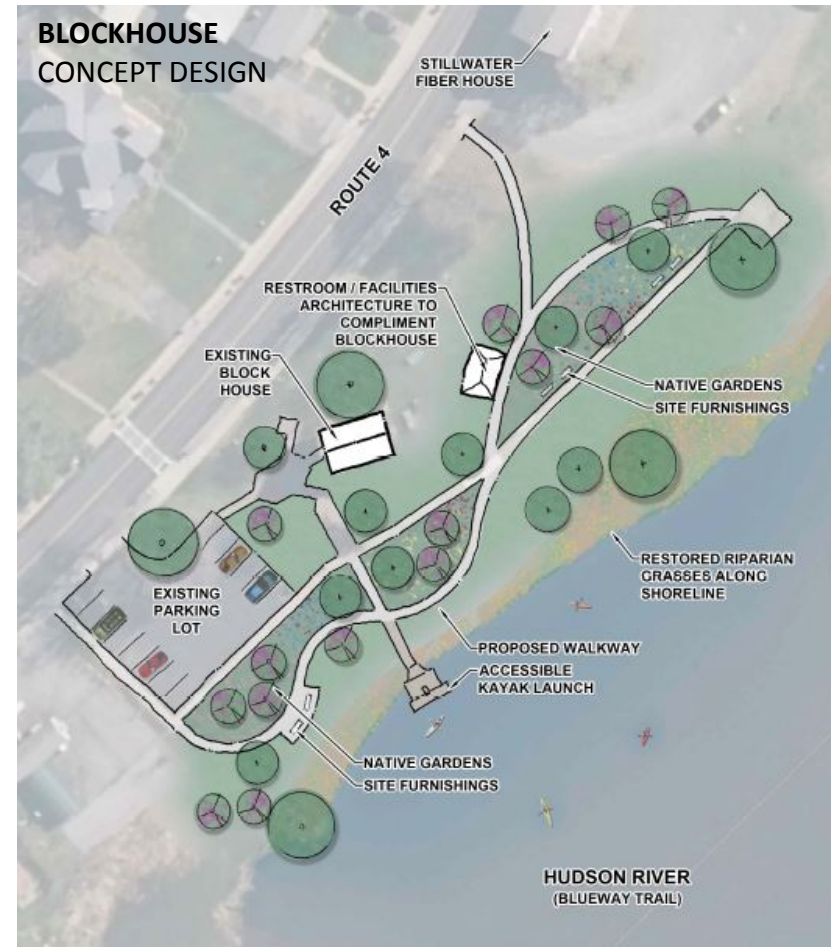 BLOCKHOUSE
CONCEPT DESIGN
STILLWATER
FIBER HOUSE
ROUTE 4
RESTROOM / FACILITIES
ARCHITECTURE TO
COMPLIMENT
BLOCKHOUSE
EXISTING
BLOCK
HOUSE
NATIVE GARDENS
SITE FURNISHINGS
EXISTING
PARKING
LOT
RESTORED RIPARIAN
GRASSES ALONG
SHORELINE
PROPOSED WALKWAY
ACCESSIBLE
KAYAK LAUNCH
NATIVE GARDENS
SITE FURNISHINGS
HUDSON RIVER
(BLUEWAY TRAIL)